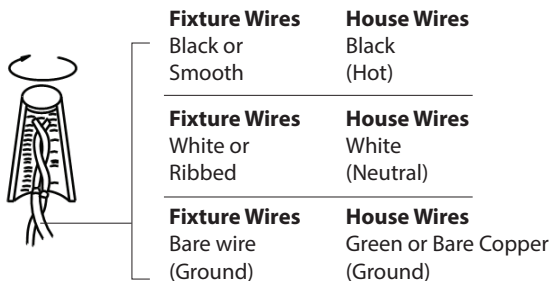 Fixture Wires House Wires
Black or Black
Smooth (Hot)
Fixture Wires House Wires
White or White
Ribbed (Neutral)
Fixture Wires House Wires
Bare wire Green or Bare Copper
(Ground) (Ground)